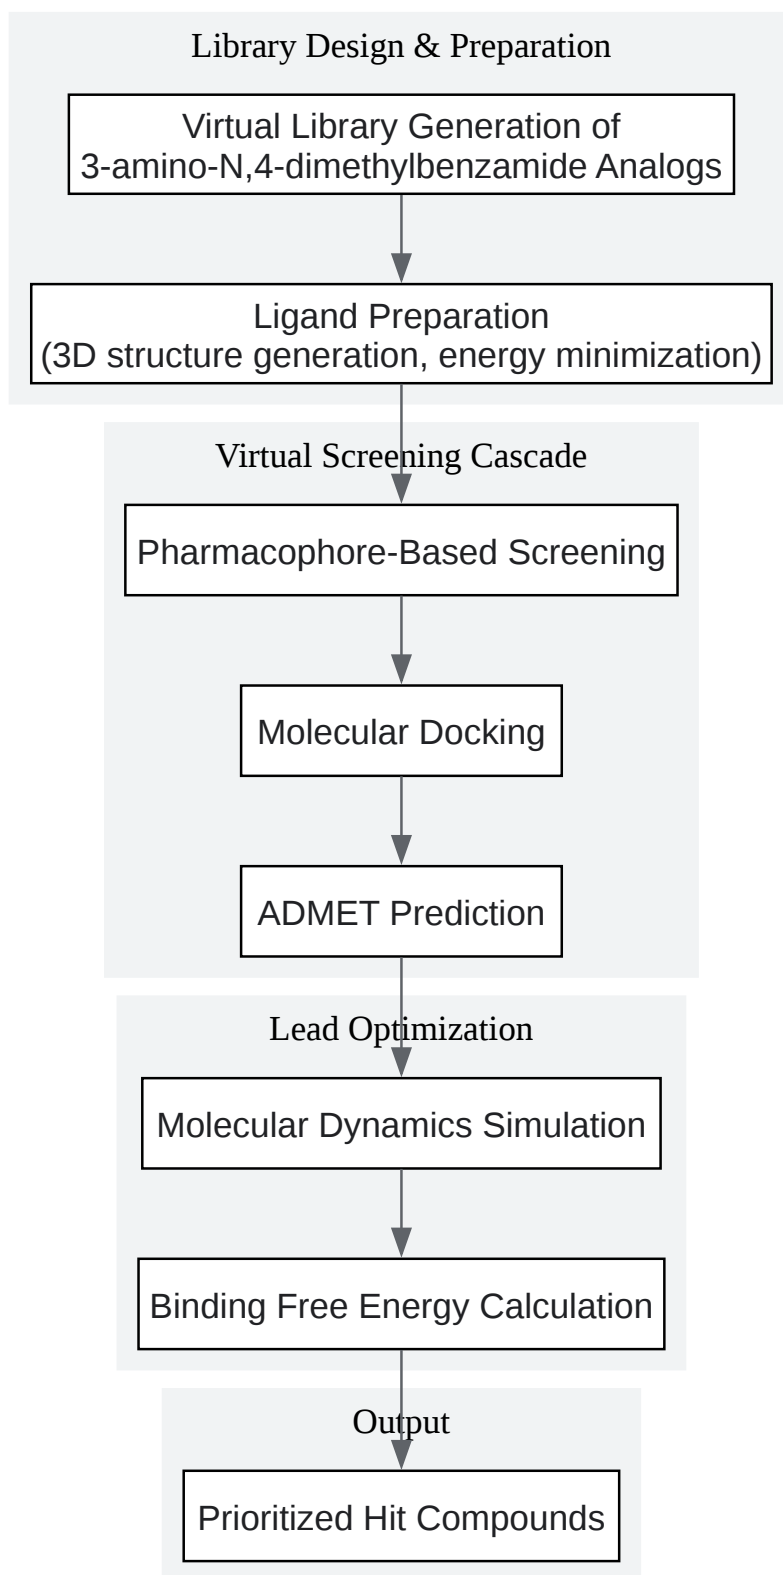 Library Design & Preparation
Virtual Library Generation of
3-amino-N,4-dimethylbenzamide Analogs
Ligand Preparation
(3D structure generation, energy minimization)
Virtual Screening Cascade
Pharmacophore-Based Screening
Molecular Docking
ADMET Prediction
Lead Optimization
Molecular Dynamics Simulation
Binding Free Energy Calculation
Output
Prioritized Hit Compounds